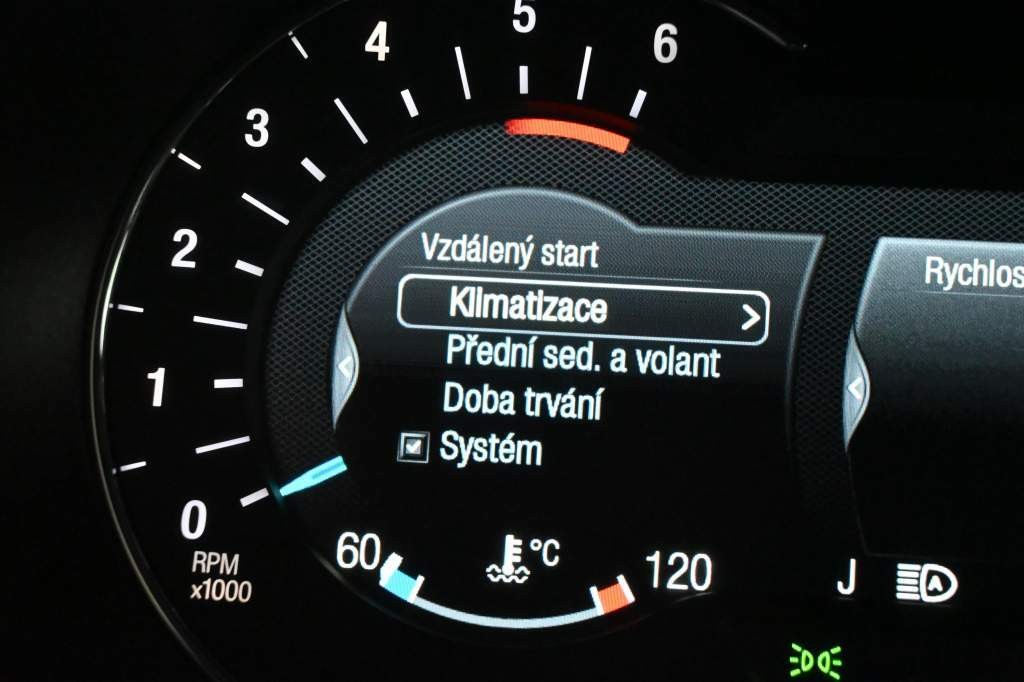 6
5
4
3
2
1
0
RPM
x1000
Vzdálený start
Klimatizace
Přední sed. a volant
Doba trvání
Systém
60
°C
120
Rychlos
J
A